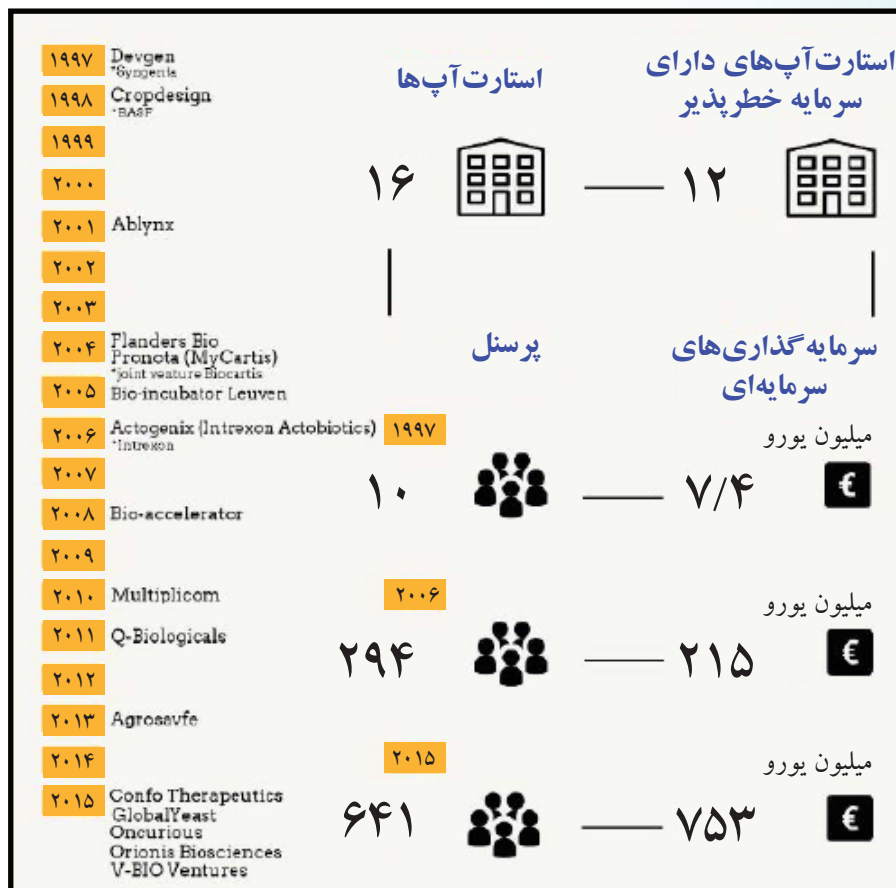 ۱۹۹۷ Devgen
*Syngenta
۱۹۹۸ Cropdesign
*BASF
۱۹۹۹
۲۰۰۰
۲۰۰۱ Ablynx
۲۰۰۲
۲۰۰۳
۲۰۰۴ Flanders Bio
Pronota (MyCartis)
*joint venture Biocartis
۲۰۰۵ Bio-incubator Leuven
۲۰۰۶ Actogenix (Intrexon Actobiotics)
*Intrexon
۲۰۰۷
۲۰۰۸ Bio-accelerator
۲۰۰۹
۲۰۱۰ Multiplicom
۲۰۱۱ Q-Biologicals
۲۰۱۲
۲۰۱۳ Agrosavfe
۲۰۱۴
۲۰۱۵ Confo Therapeutics
GlobalYeast
Oncurious
Orionis Biosciences
V-BIO Ventures
استارت‌آپ‌های دارای
سرمایه خطرپذیر
۱۲
استارت‌آپ‌ها
۱۶
سرمایه‌گذاری‌های
سرمایه‌ای
پرسنل
۱۹۹۷
میلیون یورو
۷/۴
۱۰
۲۰۰۶
میلیون یورو
۲۱۵
۲۹۴
۲۰۱۵
میلیون یورو
۷۵۳
۶۴۱
€
€
€